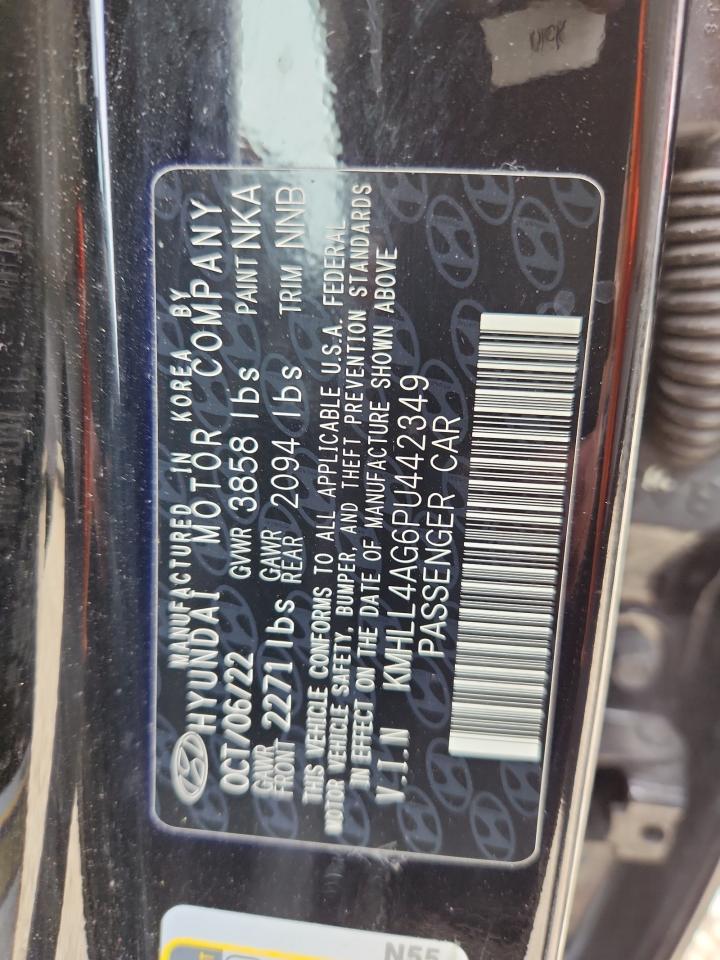 MANUFACTURED IN KOREA BY
HYUNDAI MOTOR COMPANY
OCT/06/22 GVWR 3858 lbs PAINT NKA
GAWR FRONT 2271 lbs GAWR REAR 2094 lbs TRIM NNB
THIS VEHICLE CONFORMS TO ALL APPLICABLE U.S.A. FEDERAL
MOTOR VEHICLE SAFETY, BUMPER, AND THEFT PREVENTION STANDARDS
IN EFFECT ON THE DATE OF MANUFACTURE SHOWN ABOVE
V.I.N KMHLL4AG6PU442349
PASSENGER CAR
N55